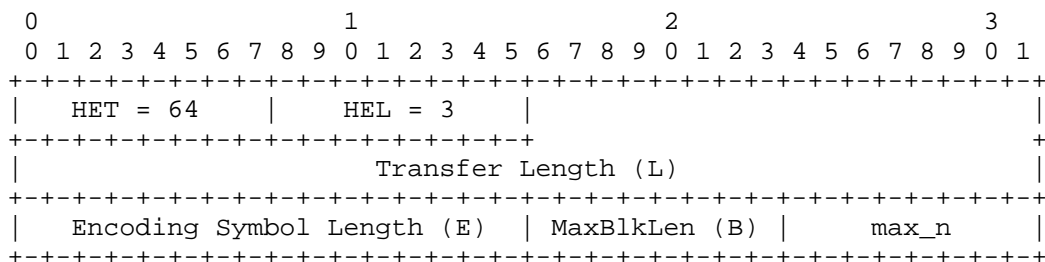 0                   1                   2                   3
 0 1 2 3 4 5 6 7 8 9 0 1 2 3 4 5 6 7 8 9 0 1 2 3 4 5 6 7 8 9 0 1
+-+-+-+-+-+-+-+-+-+-+-+-+-+-+-+-+-+-+-+-+-+-+-+-+-+-+-+-+-+-+-+-+
|   HET = 64    |    HEL = 3    |                               |
+-+-+-+-+-+-+-+-+-+-+-+-+-+-+-+-+                               +
|                      Transfer Length (L)                      |
+-+-+-+-+-+-+-+-+-+-+-+-+-+-+-+-+-+-+-+-+-+-+-+-+-+-+-+-+-+-+-+-+
|   Encoding Symbol Length (E)  | MaxBlkLen (B) |     max_n     |
+-+-+-+-+-+-+-+-+-+-+-+-+-+-+-+-+-+-+-+-+-+-+-+-+-+-+-+-+-+-+-+-+